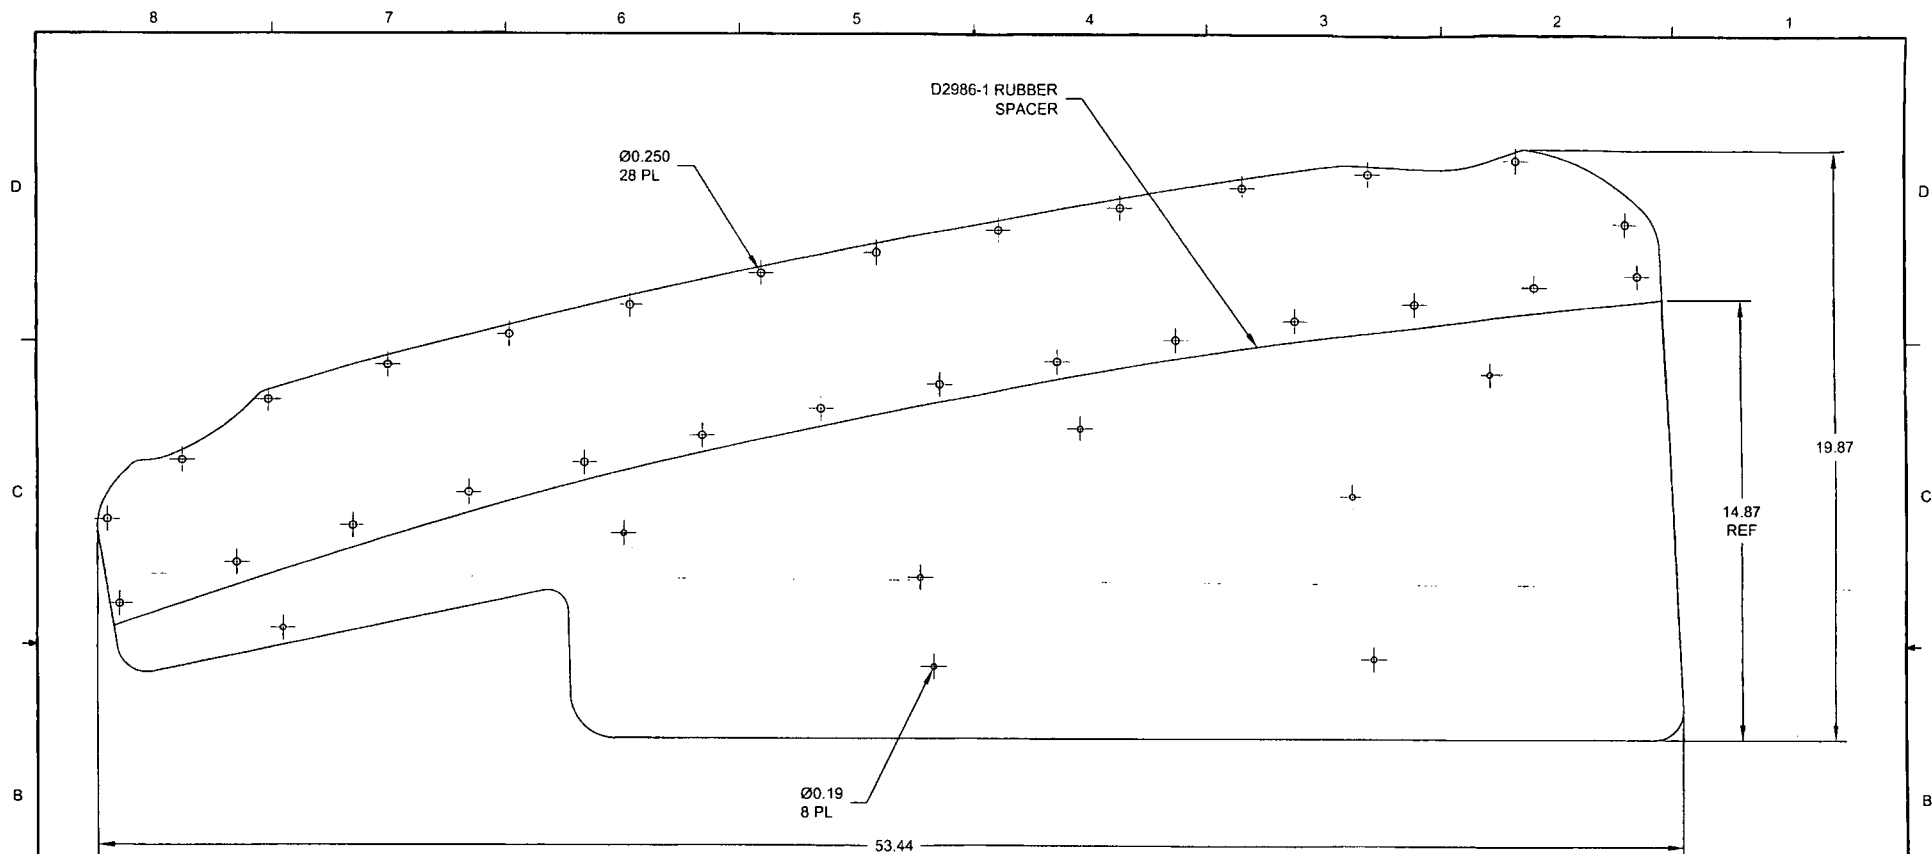 8 7 6 5 4 3 2 1
D2986-1 RUBBER
SPACER
Ø0.250
28 PL
D D
19.87
C C
14.87
REF
Ø0.19
8 PL
B B
53.44